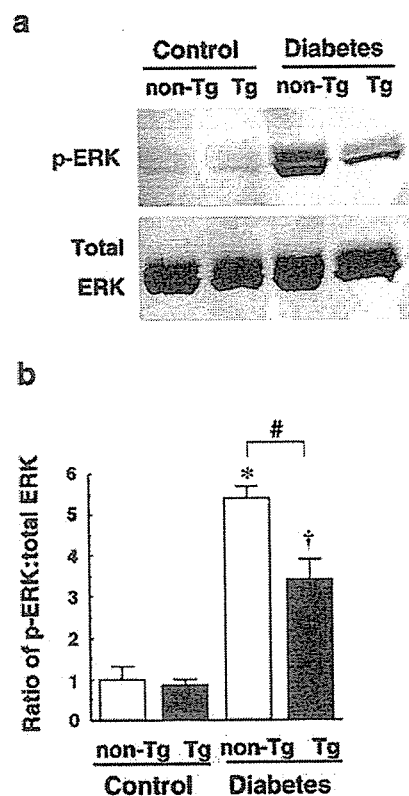 a
Control Diabetes
non-Tg Tg non-Tg Tg
p-ERK
Total
ERK
b
#
*
†
Ratio of p-ERK:total ERK
6
5
4
3
2
1
0
non-Tg Tg non-Tg Tg
Control Diabetes